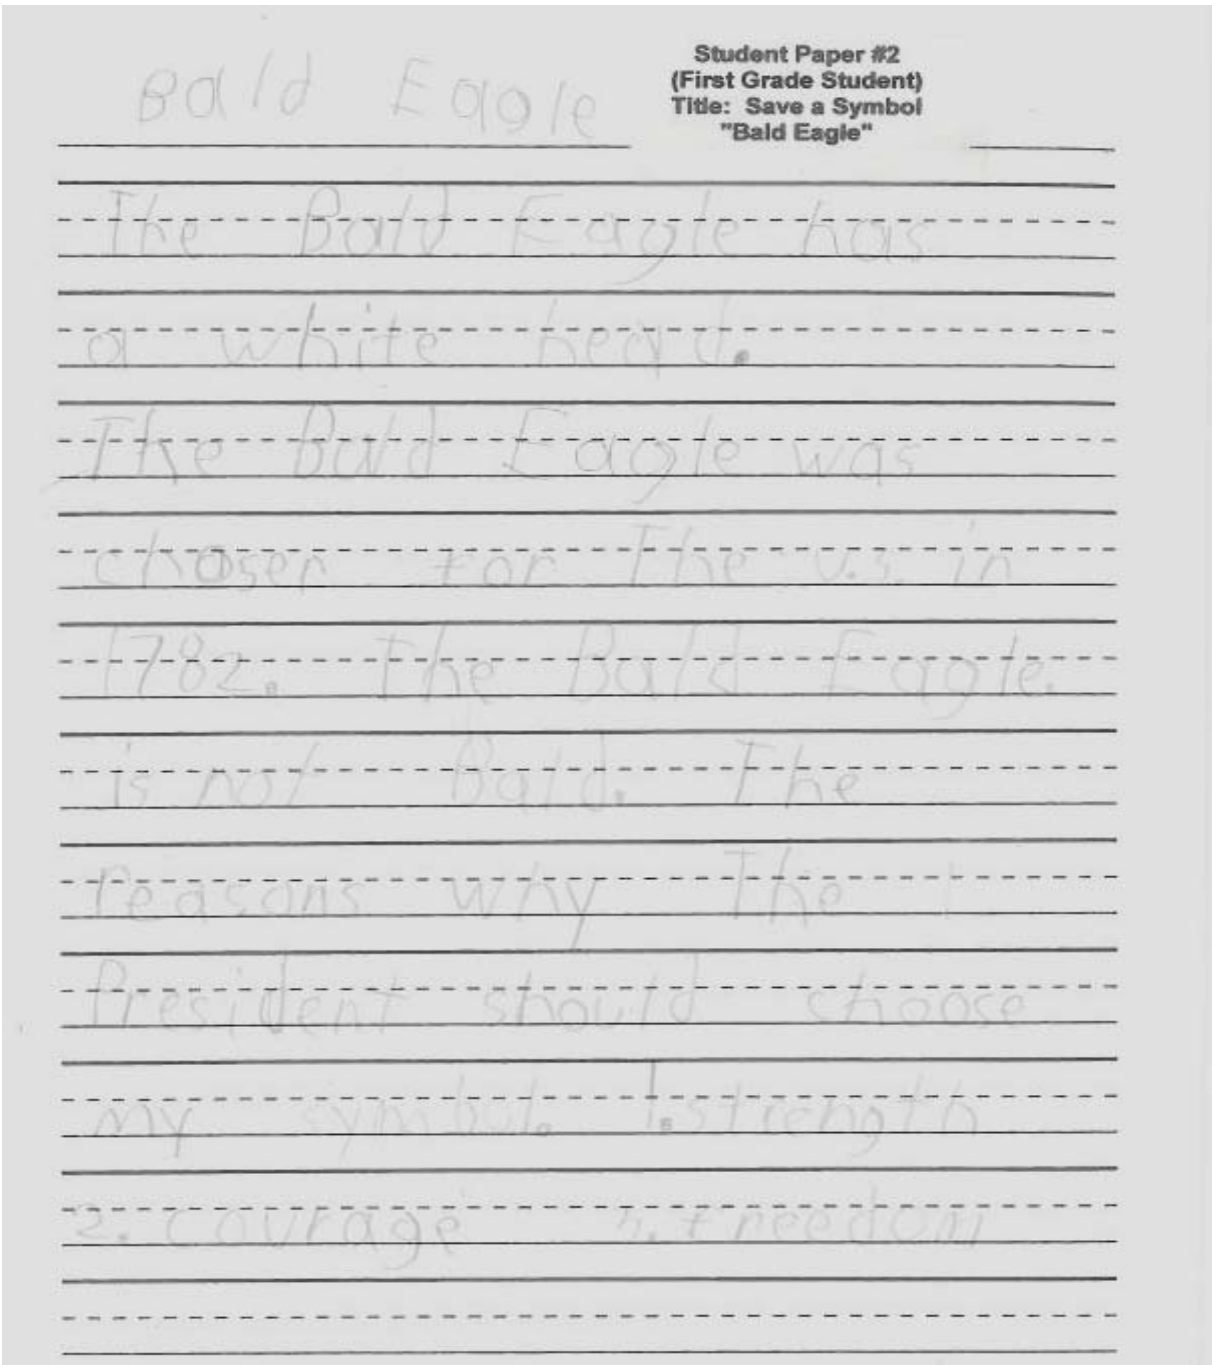 Bald Eagle
Student Paper #2
(First Grade Student)
Title: Save a Symbol
"Bald Eagle"
The Bald Eagle has
a white head.
The Bald Eagle was
chosen for The U.S. in
1782. The Bald Eagle.
is not Bald. The
reasons why The
President should choose
my symbol. 1. strength
2. courage 3. freedom